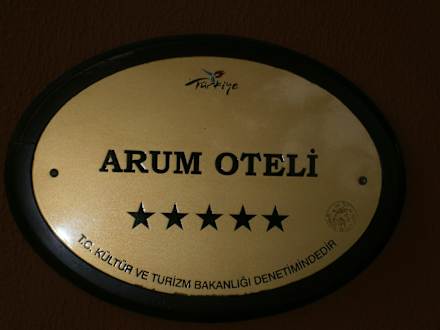 Türkiye
ARUM OTELİ
★★★★★
T.C. KÜLTÜR VE TURİZM BAKANLIĞI DENETİMİNDEDİR